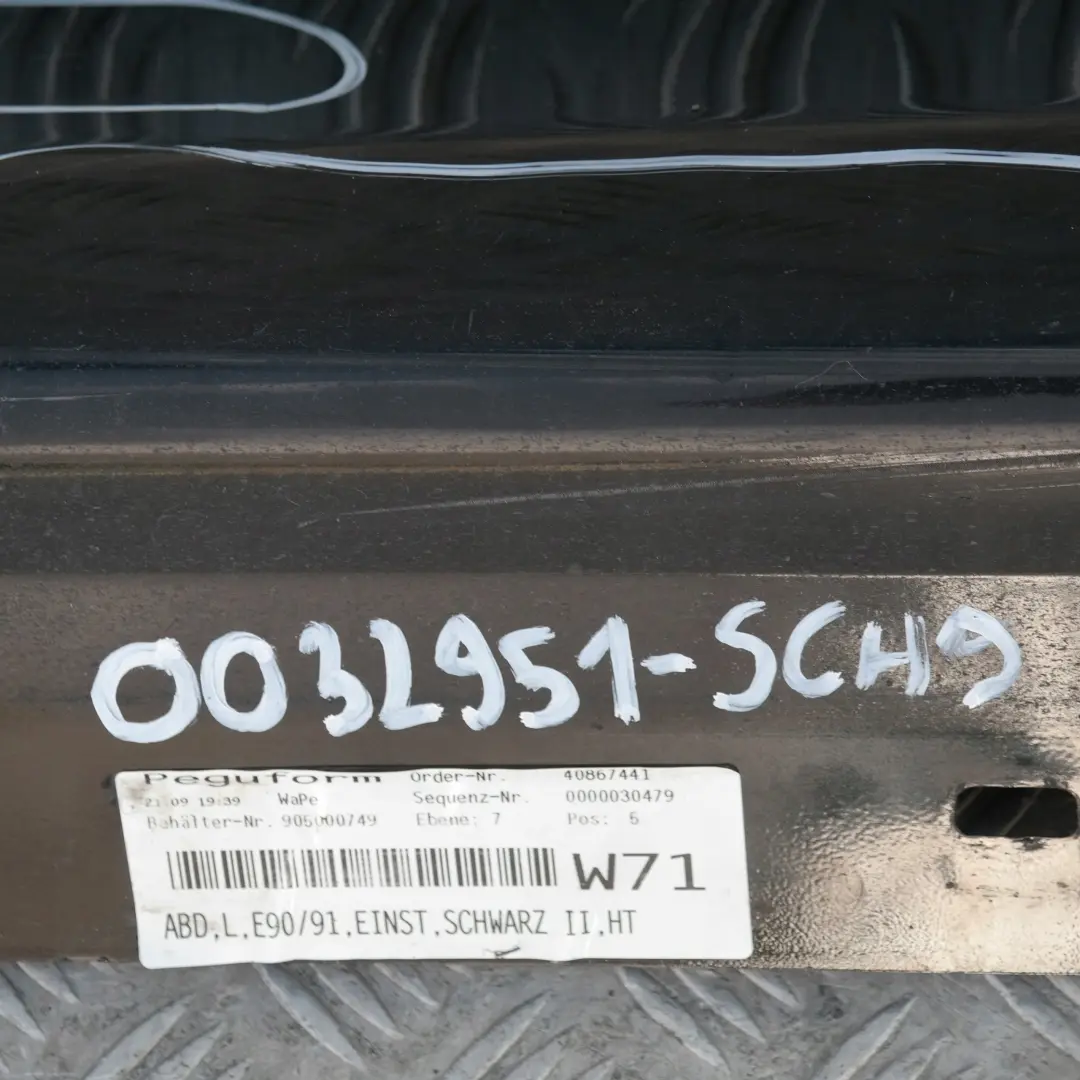 0032951-SCH9
Peguform Order-Nr. 40867441
21.09 19:39 WaPe Sequenz-Nr. 0000030479
Behälter-Nr. 905000749 Ebene: 7 Pos: 5
W71
ABD,L,E90/91,EINST,SCHWARZ II,HT